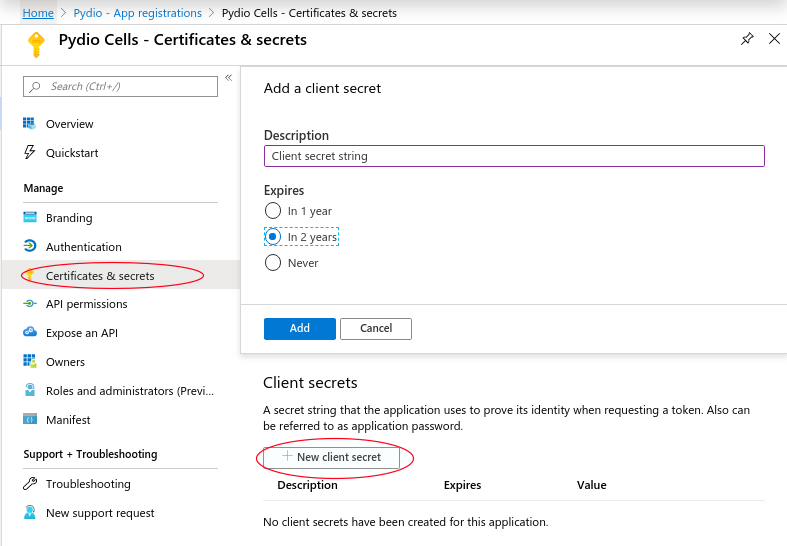 Home > Pydio - App registrations > Pydio Cells - Certificates & secrets
Pydio Cells - Certificates & secrets
Search (Ctrl+/)
«
Overview
Quickstart
Manage
Branding
Authentication
Certificates & secrets
API permissions
Expose an API
Owners
Roles and administrators (Previ...
Manifest
Support + Troubleshooting
Troubleshooting
New support request
Add a client secret
Description
Client secret string
Expires
In 1 year
In 2 years
Never
Add Cancel
Client secrets
A secret string that the application uses to prove its identity when requesting a token. Also can
be referred to as application password.
+ New client secret
Description Expires Value
No client secrets have been created for this application.